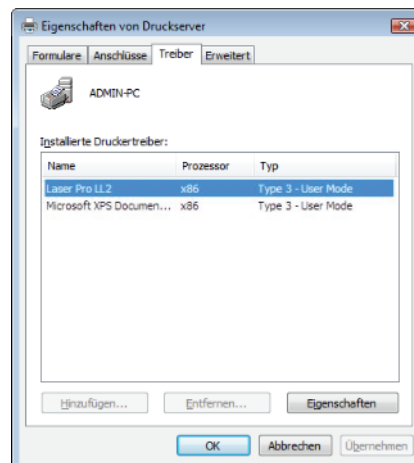 Eigenschaften von Druckserver
Formulare Anschlüsse Treiber Erweitert
ADMIN-PC
Installierte Druckertreiber:
Name Prozessor Typ
Laser Pro LL2 x86 Type 3 - User Mode
Microsoft XPS Documen... x86 Type 3 - User Mode
Hinzufügen... Entfernen... Eigenschaften
OK Abbrechen Übernehmen